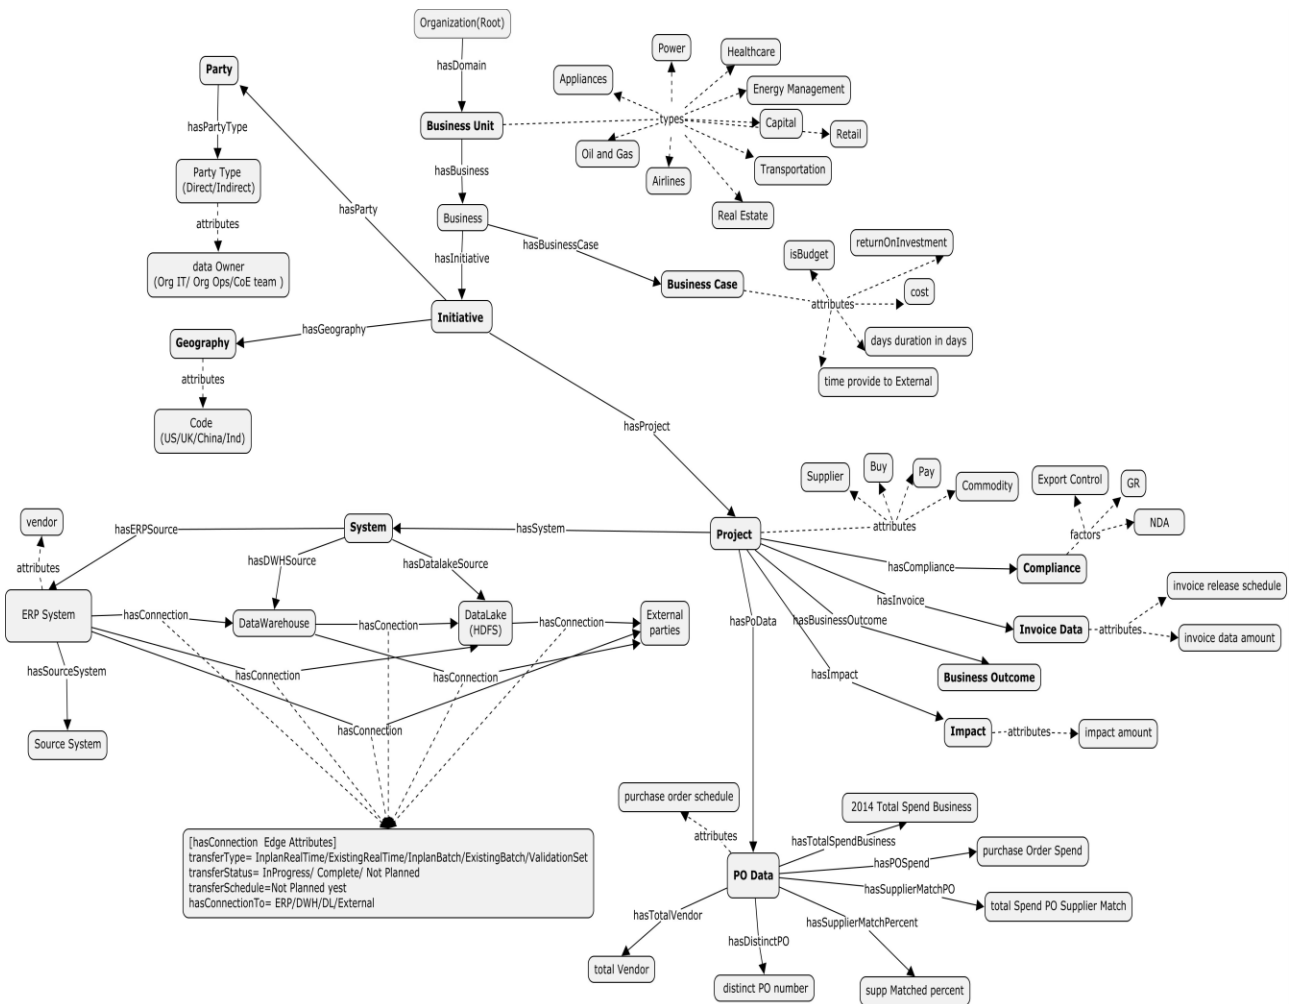 Organization(Root)
hasDomain
Business Unit
types
Power
Healthcare
Appliances
Energy Management
Capital
Retail
Oil and Gas
Airlines
Transportation
Real Estate
Party
hasPartyType
Party Type
(Direct/Indirect)
attributes
data Owner
(Org IT/ Org Ops/CoE team )
hasParty
hasBusiness
Business
hasInitiative
hasBusinessCase
Business Case
attributes
isBudget
returnOnInvestment
cost
days duration in days
time provide to External
Initiative
hasGeography
Geography
attributes
Code
(US/UK/China/Ind)
hasProject
Supplier
Buy
Pay
Commodity
attributes
Export Control
GR
NDA
factors
Project
hasSystem
System
hasERPSource
vendor
attributes
hasDWHSource
hasDatalakeSource
ERP System
hasConnection
DataWarehouse
hasConection
DataLake
(HDFS)
hasConnection
External
parties
hasConnection
hasConnection
hasConnection
hasSourceSystem
Source System
[hasConnection Edge Attributes]
transferType= InplanRealTime/ExistingRealTime/InplanBatch/ExistingBatch/ValidationSet
transferStatus= InProgress/ Complete/ Not Planned
transferSchedule=Not Planned yest
hasConnectionTo= ERP/DWH/DL/External
hasCompliance
Compliance
hasInvoice
Invoice Data
attributes
invoice release schedule
invoice data amount
hasBusinessOutcome
Business Outcome
hasImpact
Impact
attributes
impact amount
hasPoData
PO Data
purchase order schedule
attributes
hasTotalSpendBusiness
2014 Total Spend Business
hasPOSpend
purchase Order Spend
hasSupplierMatchPO
total Spend PO Supplier Match
hasSupplierMatchPercent
supp Matched percent
hasDistinctPO
distinct PO number
hasTotalVendor
total Vendor